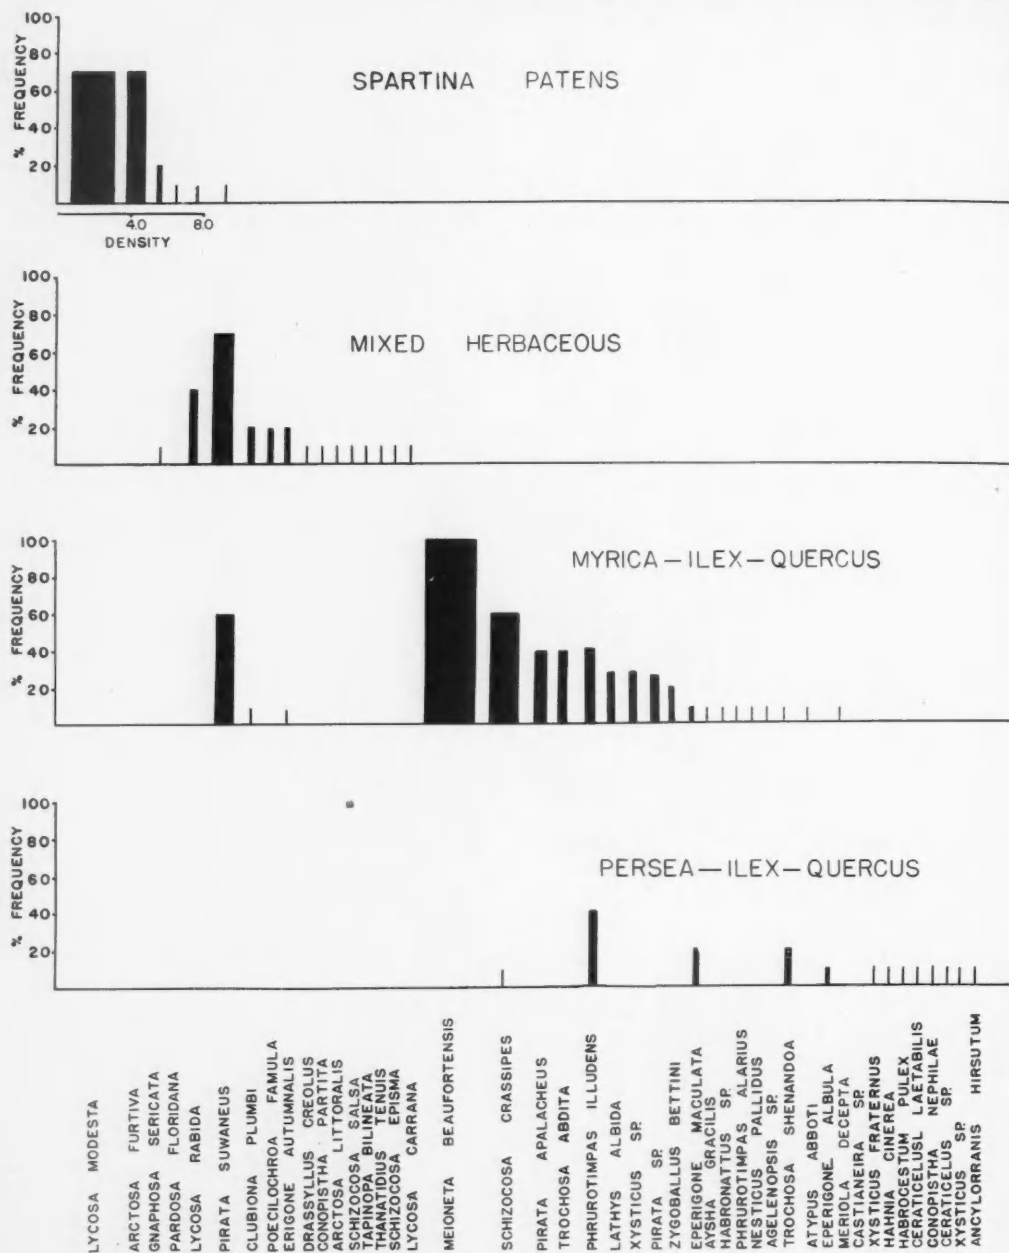 100
80
60
40
20
% FREQUENCY
SPARTINA PATENS
4.0 8.0
DENSITY
100
80
60
40
20
% FREQUENCY
MIXED HERBACEOUS
100
80
60
40
20
% FREQUENCY
MYRICA—ILEX—QUERCUS
100
80
60
40
20
% FREQUENCY
PERSEA—ILEX—QUERCUS
LYCOSA MODESTA
ARCTOSA FURTIVA
GNAPHOSA SERICATA
PARDOSA FLORIDANA
LYCOSA RABIDA
PIRATA SUWANEUS
CLUBIONA PLUMBI
POECILOCHROA FAMULA
ERIGONE AUTUMNALIS
DRASSYLLUS CREOLUS
CONOPISTHA PARTITA
ARCTOSA LITTORALIS
SCHIZOCOSA SALSA
TAPINOPA BILINEATA
THANATIDIUS TENUIS
SCHIZOCOSA EPISMA
LYCOSA CARRANA
MEIONETA BEAUFORTENSIS
SCHIZOCOSA CRASSIPES
PIRATA APALACHEUS
TROCHOSA ABDITA
PHRUROTIMPAS ILLUDENS
LATHYS ALBIDA
XYSTICUS SP.
PIRATA SP.
ZYGOBALLUS BETTINI
EPERIGONE MACULATA
AYSHA GRACILIS
HABRONATTUS SP.
PHRUROTIMPAS ALARIUS
NESTICUS PALLIDUS
AGELENOPSIS SP.
TROCHOSA SHENANDOA
ATYPUS ABBOTI
EPERIGONE ALBULA
MERIOLA DECEPTA
CASTIANEIRA SP.
XYSTICUS FRATERNUS
HAHNIA CINEREA
HABROCESTUM PULEX
CERATICELUSL LAETABILIS
GONOPISTHA NEPHILAE
CERATICELUS SP.
XYSTICUS SP.
ANCYLORRANIS HIRSUTUM